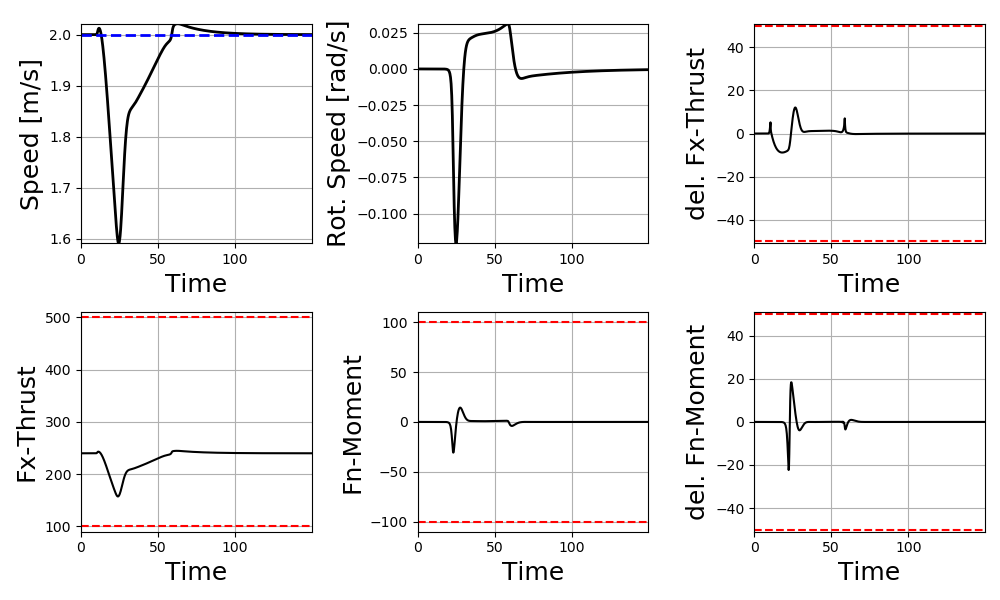 Speed [m/s]
2.0
1.9
1.8
1.7
1.6
0 50 100
Time
Rot. Speed [rad/s]
0.025
0.000
−0.025
−0.050
−0.075
−0.100
0 50 100
Time
del. Fx-Thrust
40
20
0
−20
−40
0 50 100
Time
Fx-Thrust
500
400
300
200
100
0 50 100
Time
Fn-Moment
100
50
0
−50
−100
0 50 100
Time
del. Fn-Moment
40
20
0
−20
−40
0 50 100
Time